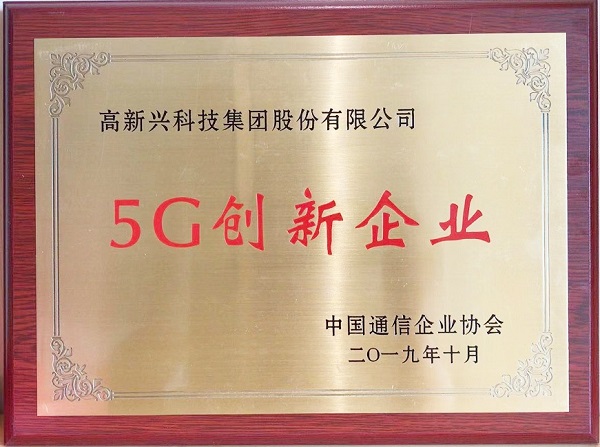 高新兴科技集团股份有限公司
5G创新企业
中国通信企业协会
二〇一九年十月